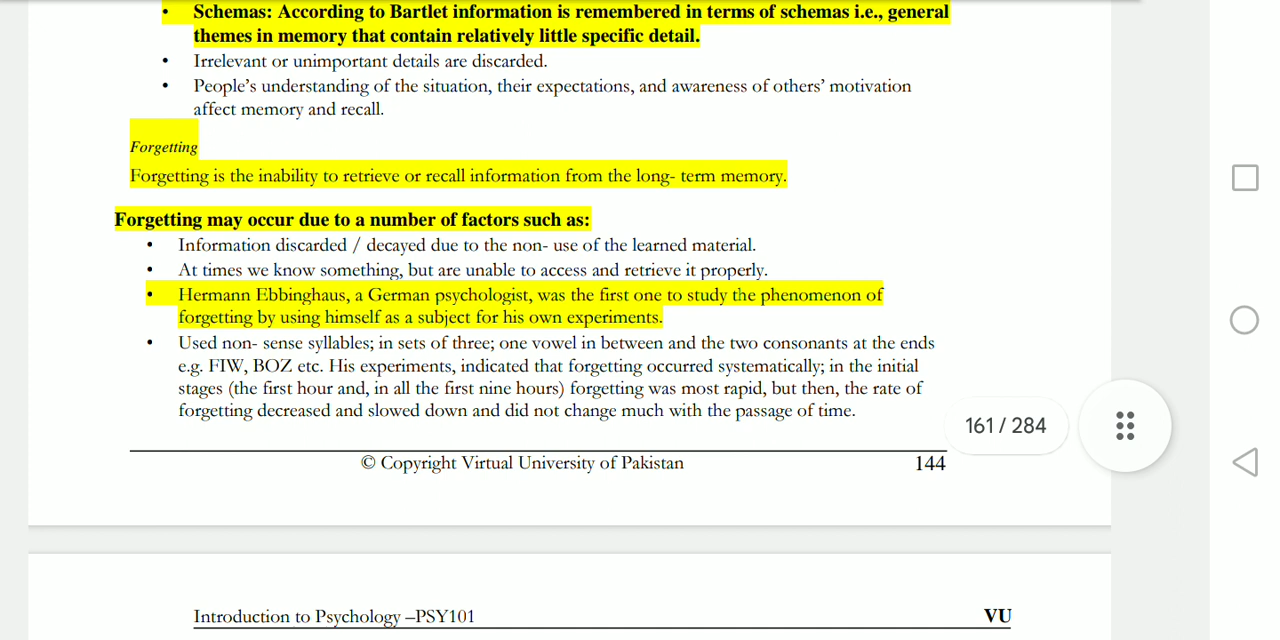 • Schemas: According to Bartlet information is remembered in terms of schemas i.e., general
themes in memory that contain relatively little specific detail.
• Irrelevant or unimportant details are discarded.
• People's understanding of the situation, their expectations, and awareness of others' motivation
affect memory and recall.
Forgetting
Forgetting is the inability to retrieve or recall information from the long- term memory.
Forgetting may occur due to a number of factors such as:
• Information discarded / decayed due to the non- use of the learned material.
• At times we know something, but are unable to access and retrieve it properly.
• Hermann Ebbinghaus, a German psychologist, was the first one to study the phenomenon of
forgetting by using himself as a subject for his own experiments.
• Used non- sense syllables; in sets of three; one vowel in between and the two consonants at the ends
e.g. FIW, BOZ etc. His experiments, indicated that forgetting occurred systematically; in the initial
stages (the first hour and, in all the first nine hours) forgetting was most rapid, but then, the rate of
forgetting decreased and slowed down and did not change much with the passage of time.
161 / 284
© Copyright Virtual University of Pakistan 144
Introduction to Psychology –PSY101 VU